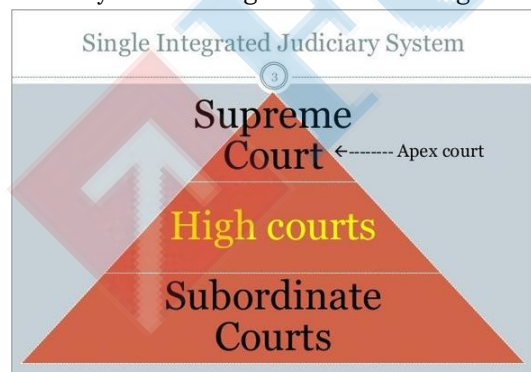 Single Integrated Judiciary System
3
Supreme
Court
←-------- Apex court
High courts
Subordinate
Courts